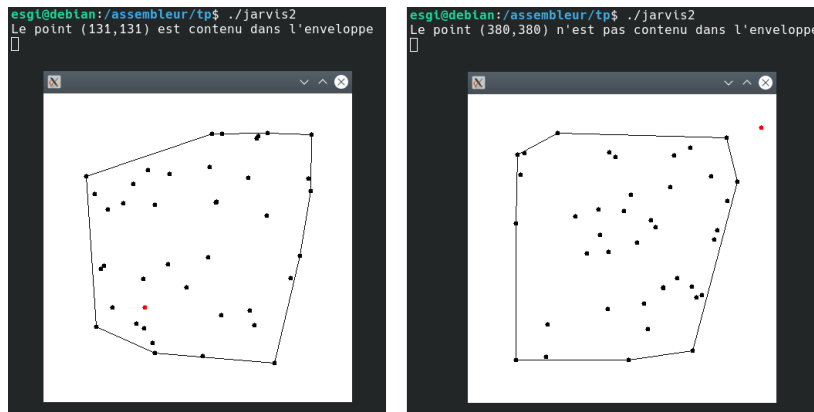 esgi@debian:/assembleur/tp$ ./jarvis2
Le point (131,131) est contenu dans l'enveloppe
esgi@debian:/assembleur/tp$ ./jarvis2
Le point (380,380) n'est pas contenu dans l'enveloppe